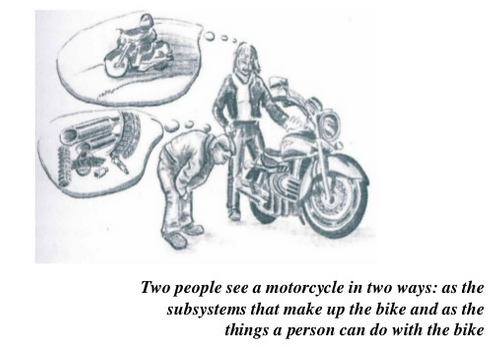 Two people see a motorcycle in two ways: as the
subsystems that make up the bike and as the
things a person can do with the bike